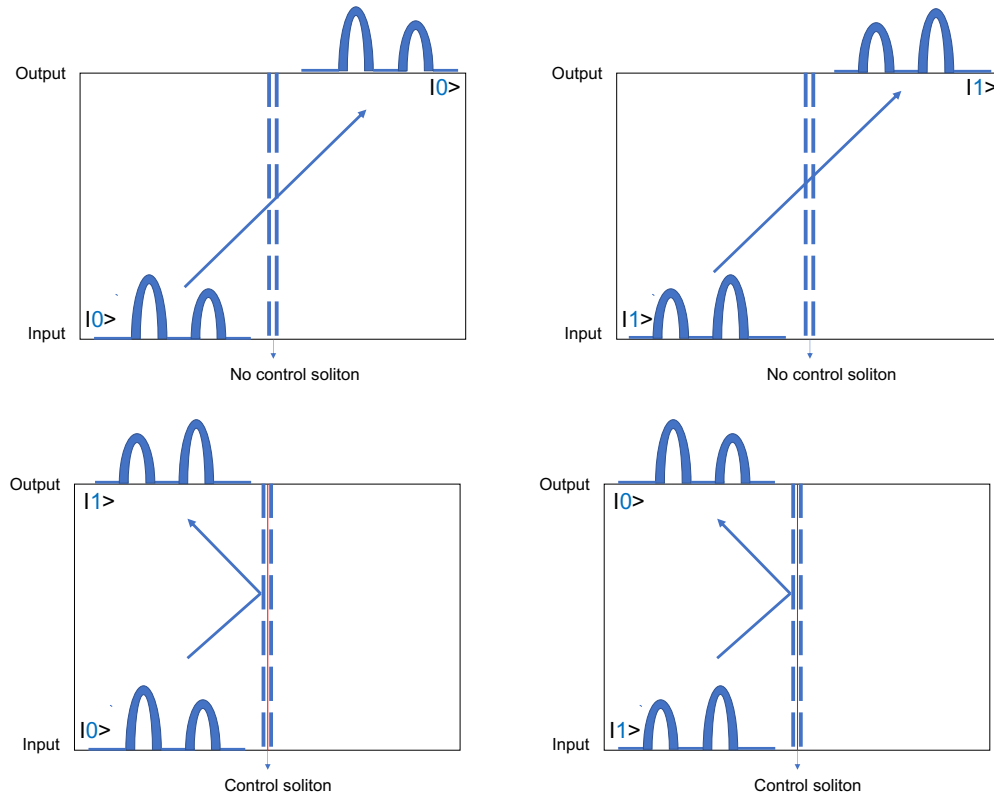 Output
|0>
|0>
Input
No control soliton
Output
|1>
|1>
Input
No control soliton
Output
|1>
|0>
Input
Control soliton
Output
|0>
|1>
Input
Control soliton